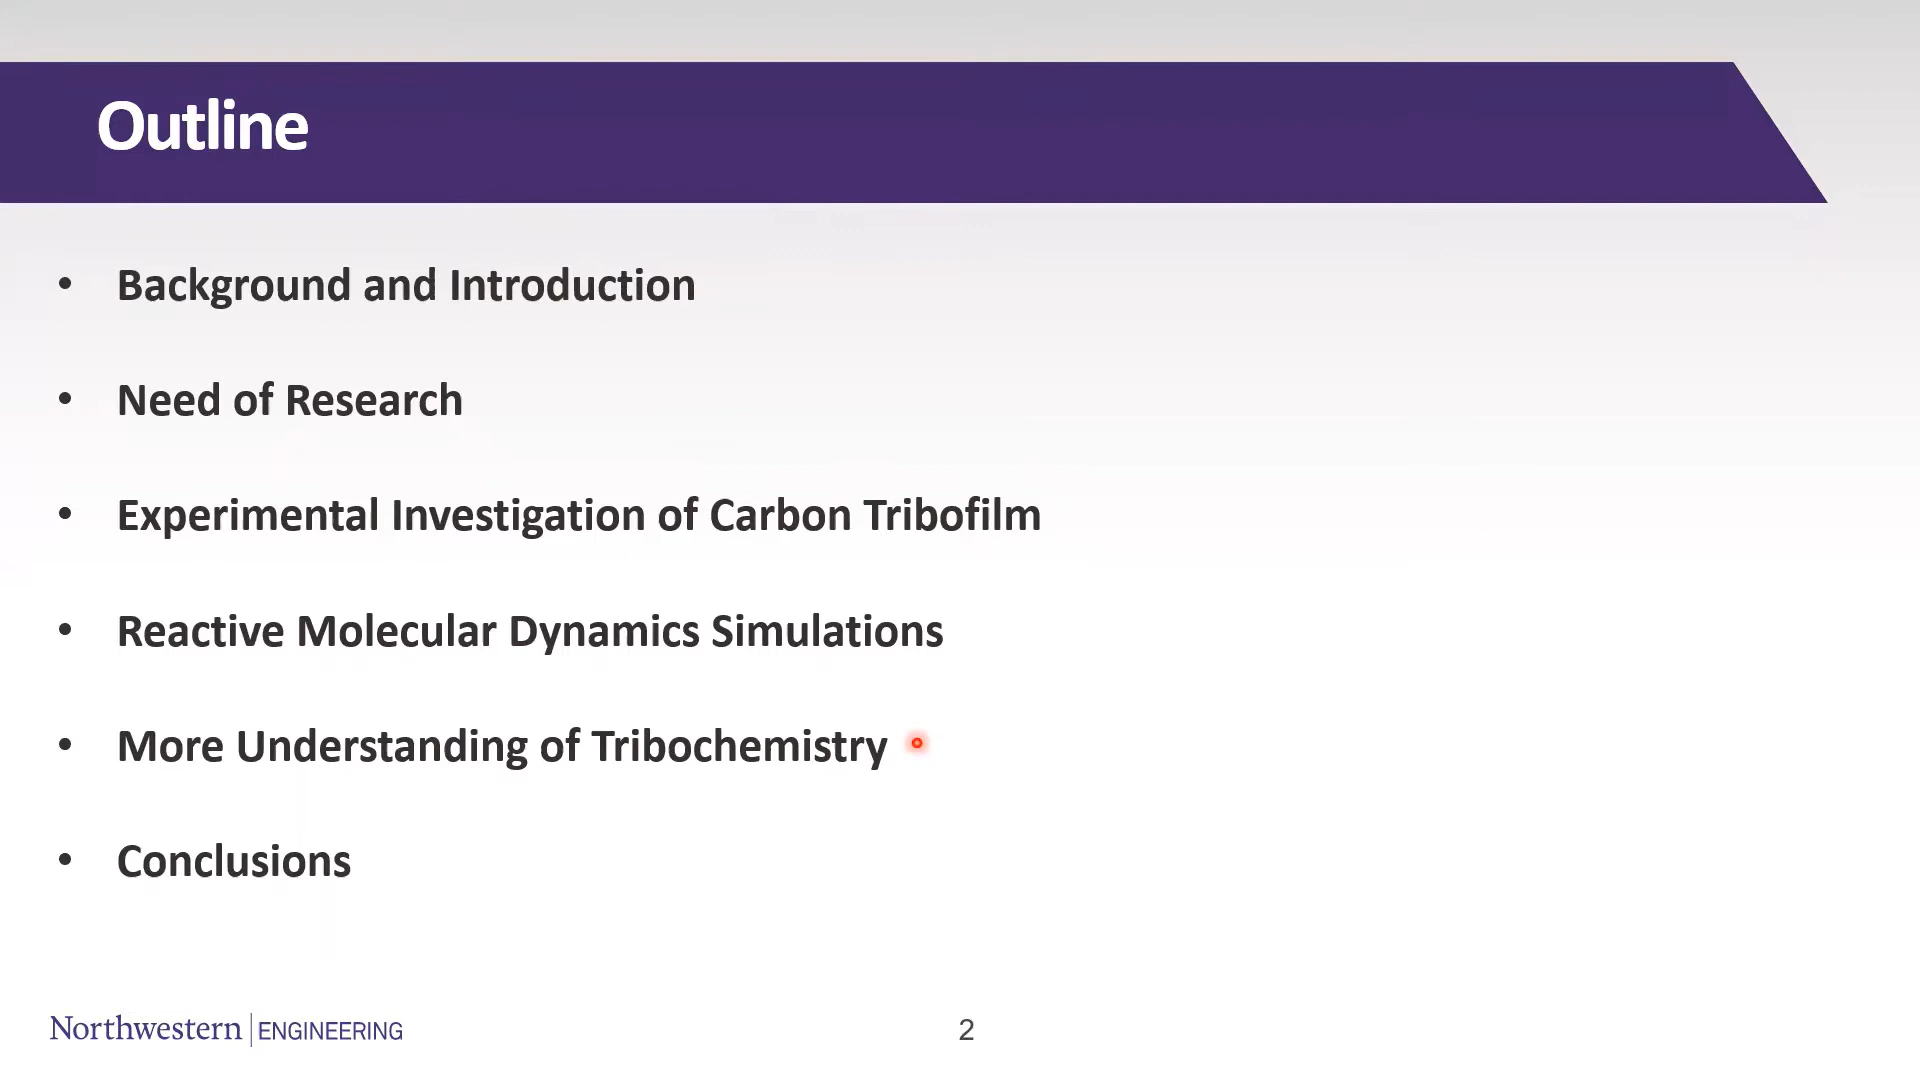 Outline
• Background and Introduction
• Need of Research
• Experimental Investigation of Carbon Tribofilm
• Reactive Molecular Dynamics Simulations
• More Understanding of Tribochemistry
• Conclusions
Northwestern | ENGINEERING
2